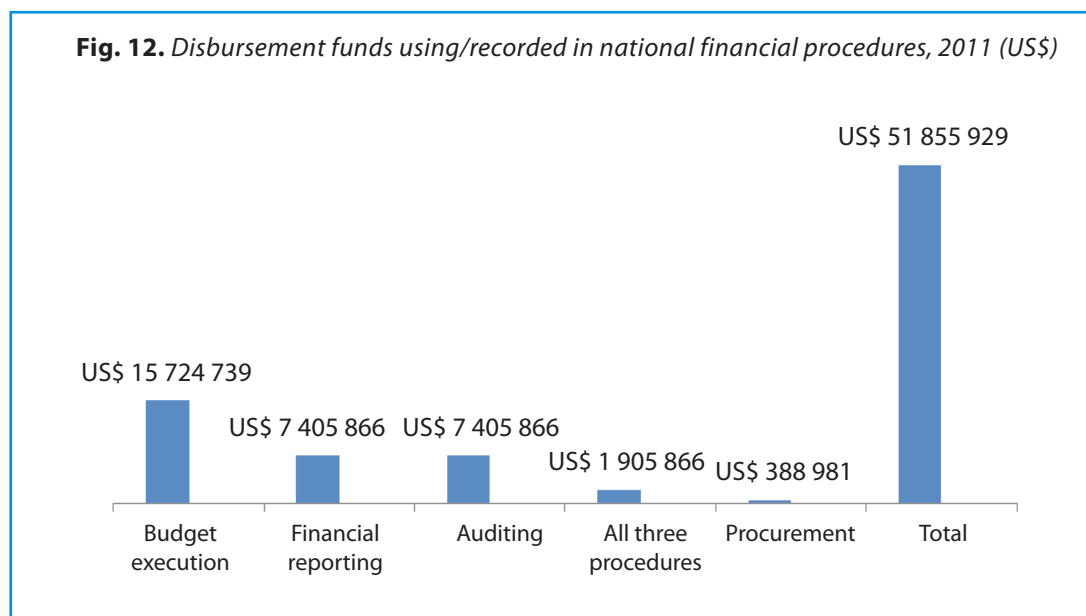 Fig. 12. Disbursement funds using/recorded in national financial procedures, 2011 (US$)
US$ 51 855 929
US$ 15 724 739
US$ 7 405 866
US$ 7 405 866
US$ 1 905 866
US$ 388 981
Budget execution
Financial reporting
Auditing
All three procedures
Procurement
Total